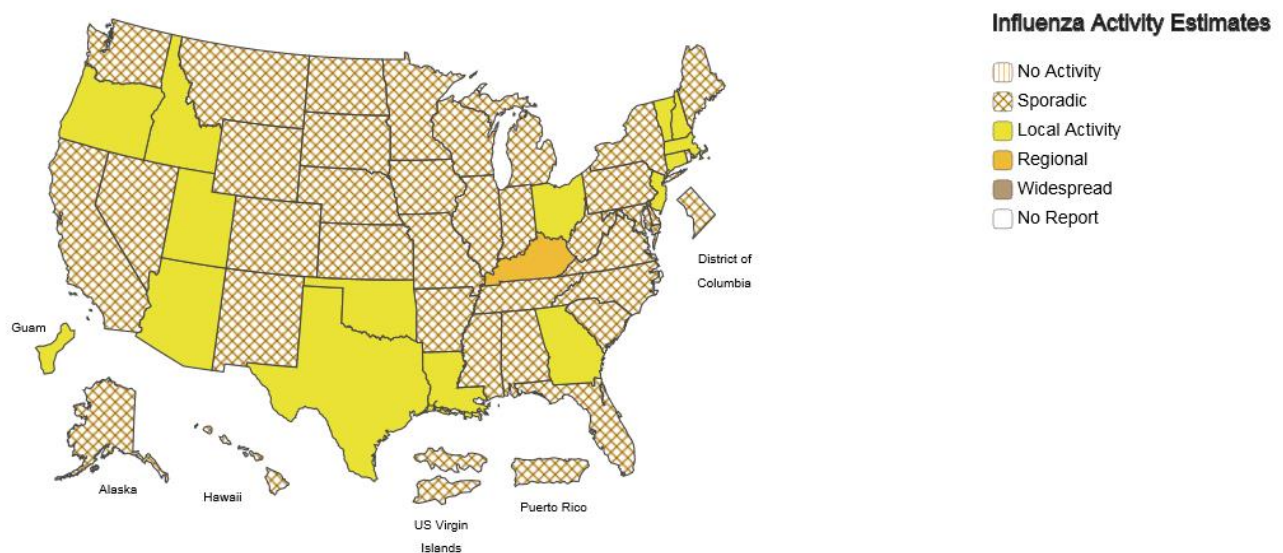 Influenza Activity Estimates
No Activity
Sporadic
Local Activity
Regional
Widespread
No Report
District of
Columbia
Guam
Alaska
Hawaii
US Virgin
Islands
Puerto Rico